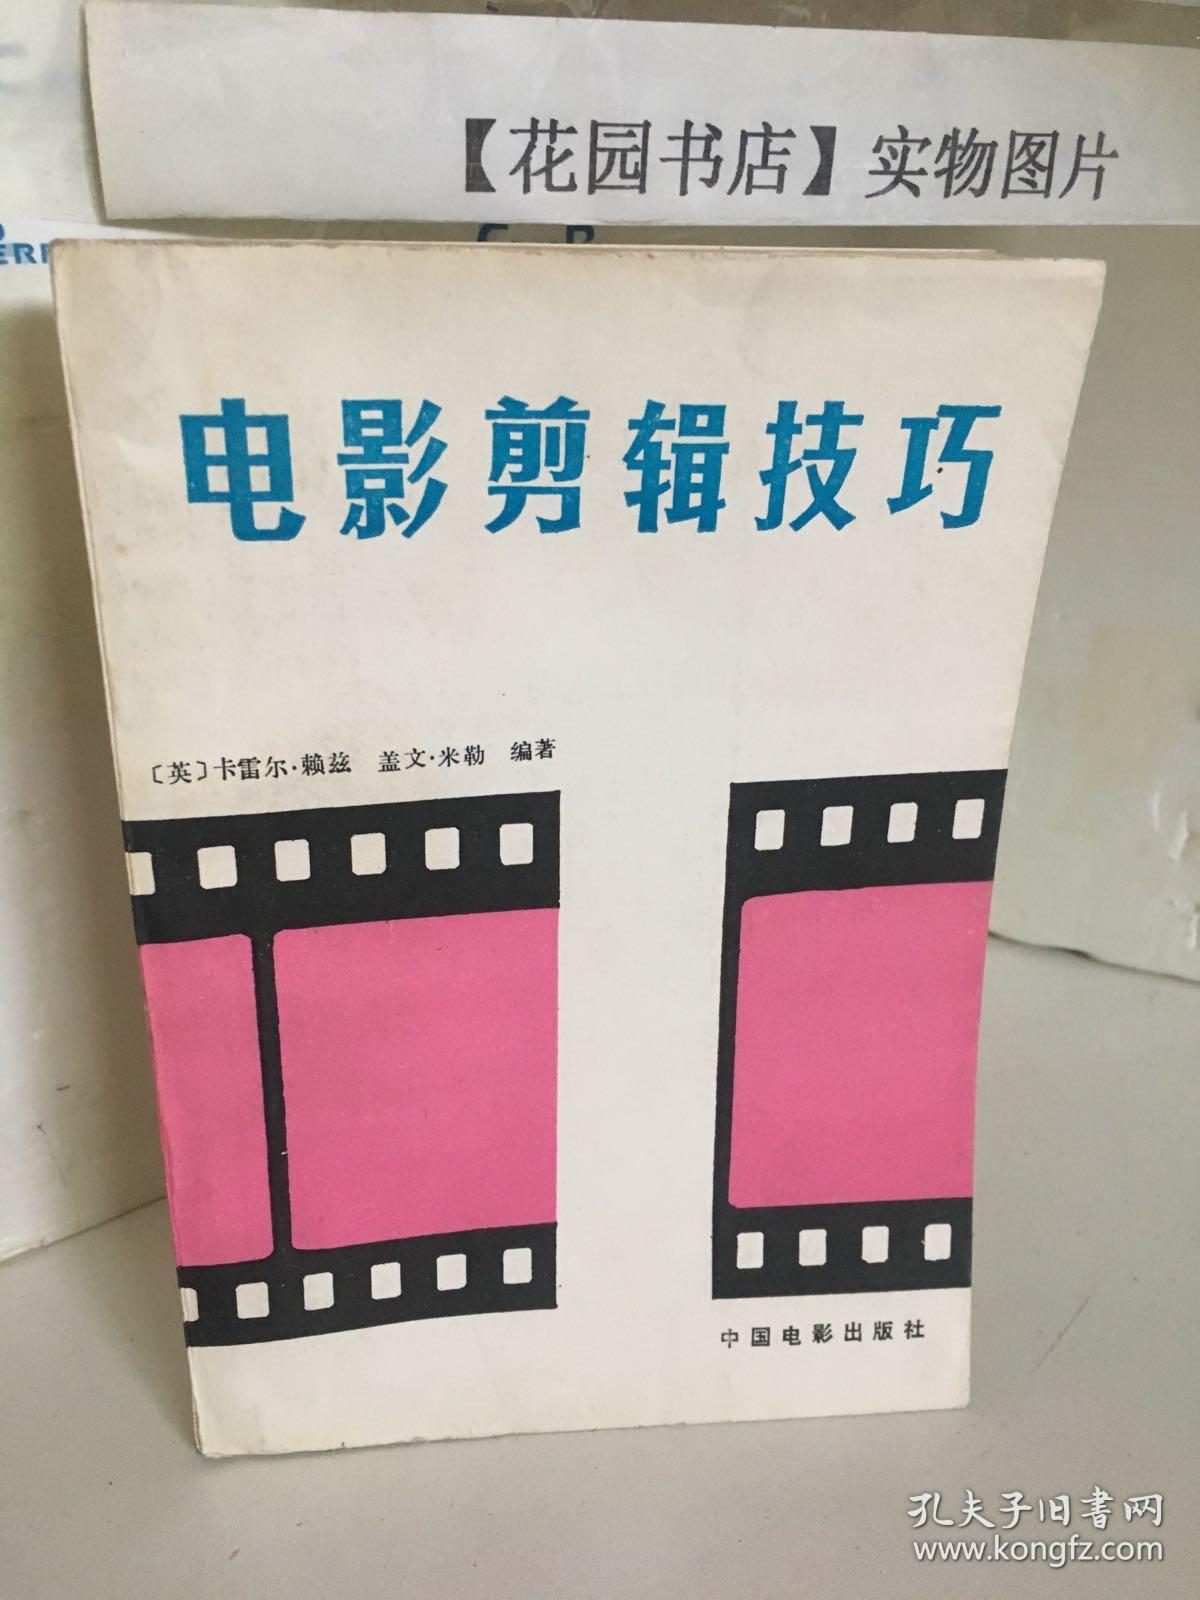 【花园书店】实物图片
电影剪辑技巧
〔英〕卡雷尔·赖兹 盖文·米勒 编著
中国电影出版社
孔夫子旧书网
www.kongfz.com